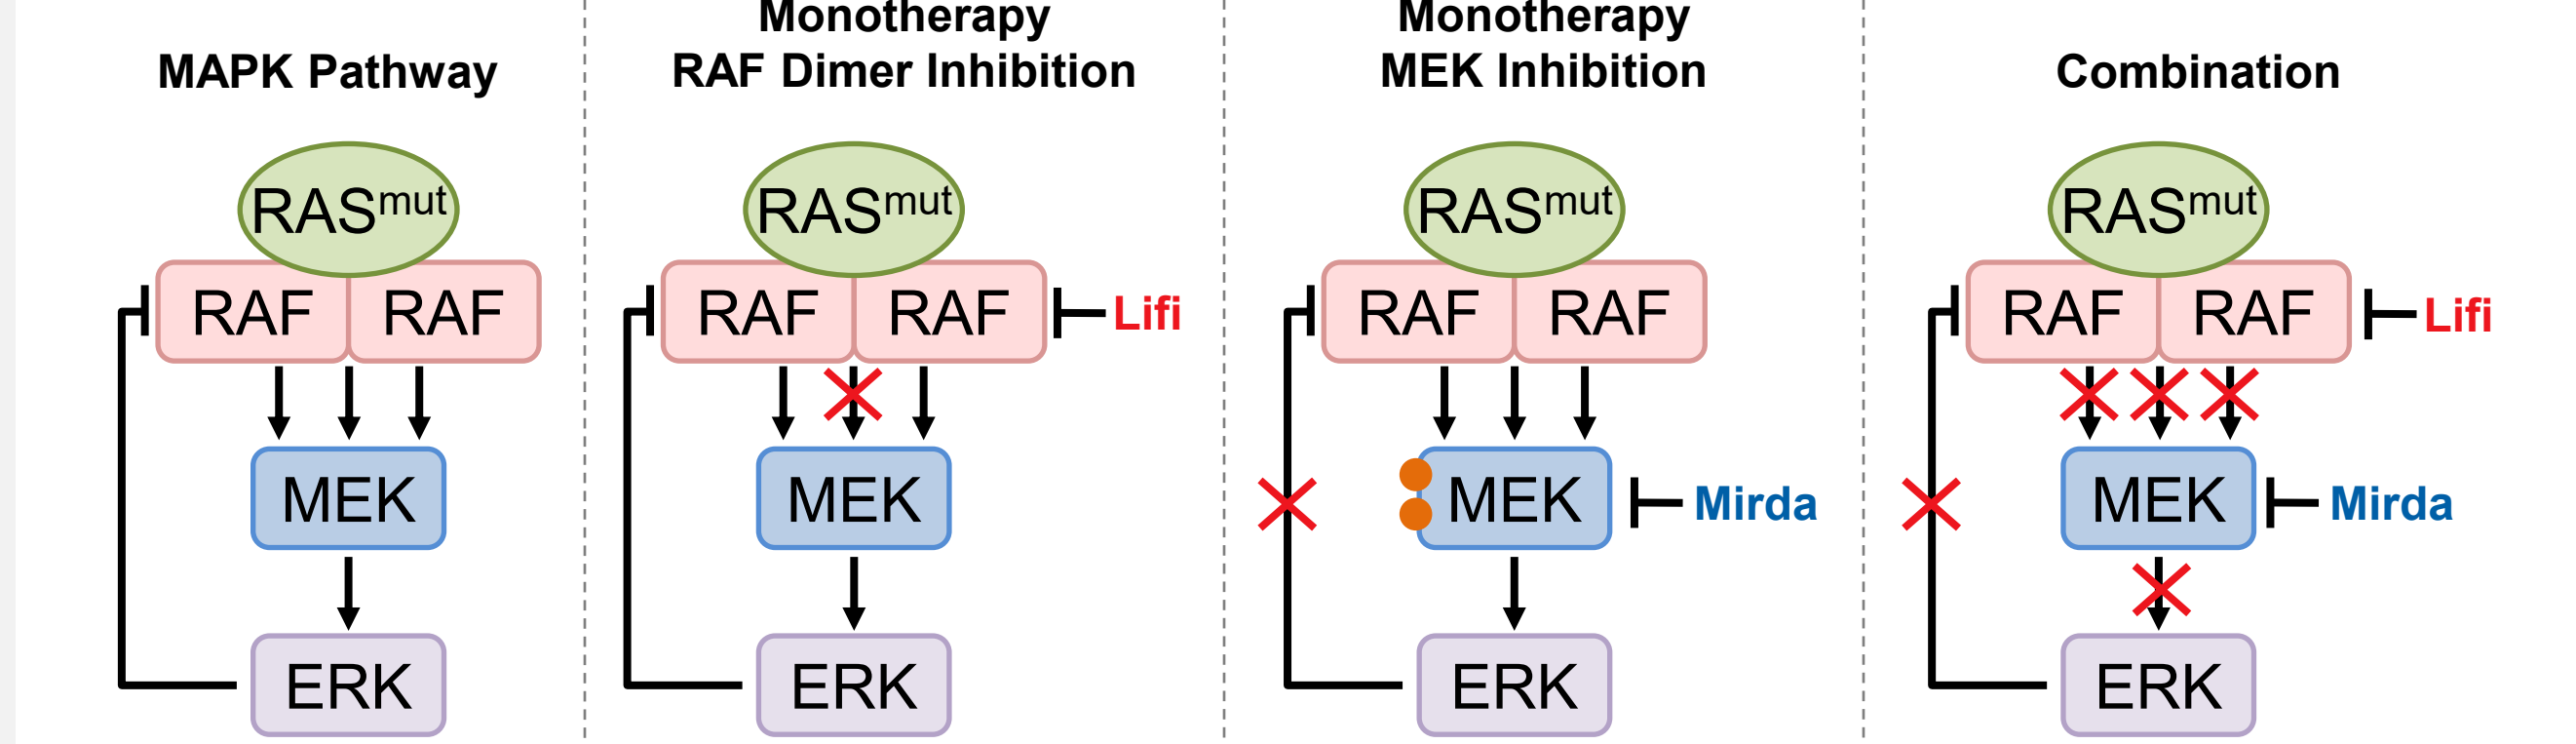 MAPK Pathway
RASmut
RAF RAF
MEK
ERK
Monotherapy
RAF Dimer Inhibition
RASmut
RAF RAF Lifi
MEK
ERK
Monotherapy
MEK Inhibition
RASmut
RAF RAF
MEK Mirda
ERK
Combination
RASmut
RAF RAF Lifi
MEK Mirda
ERK